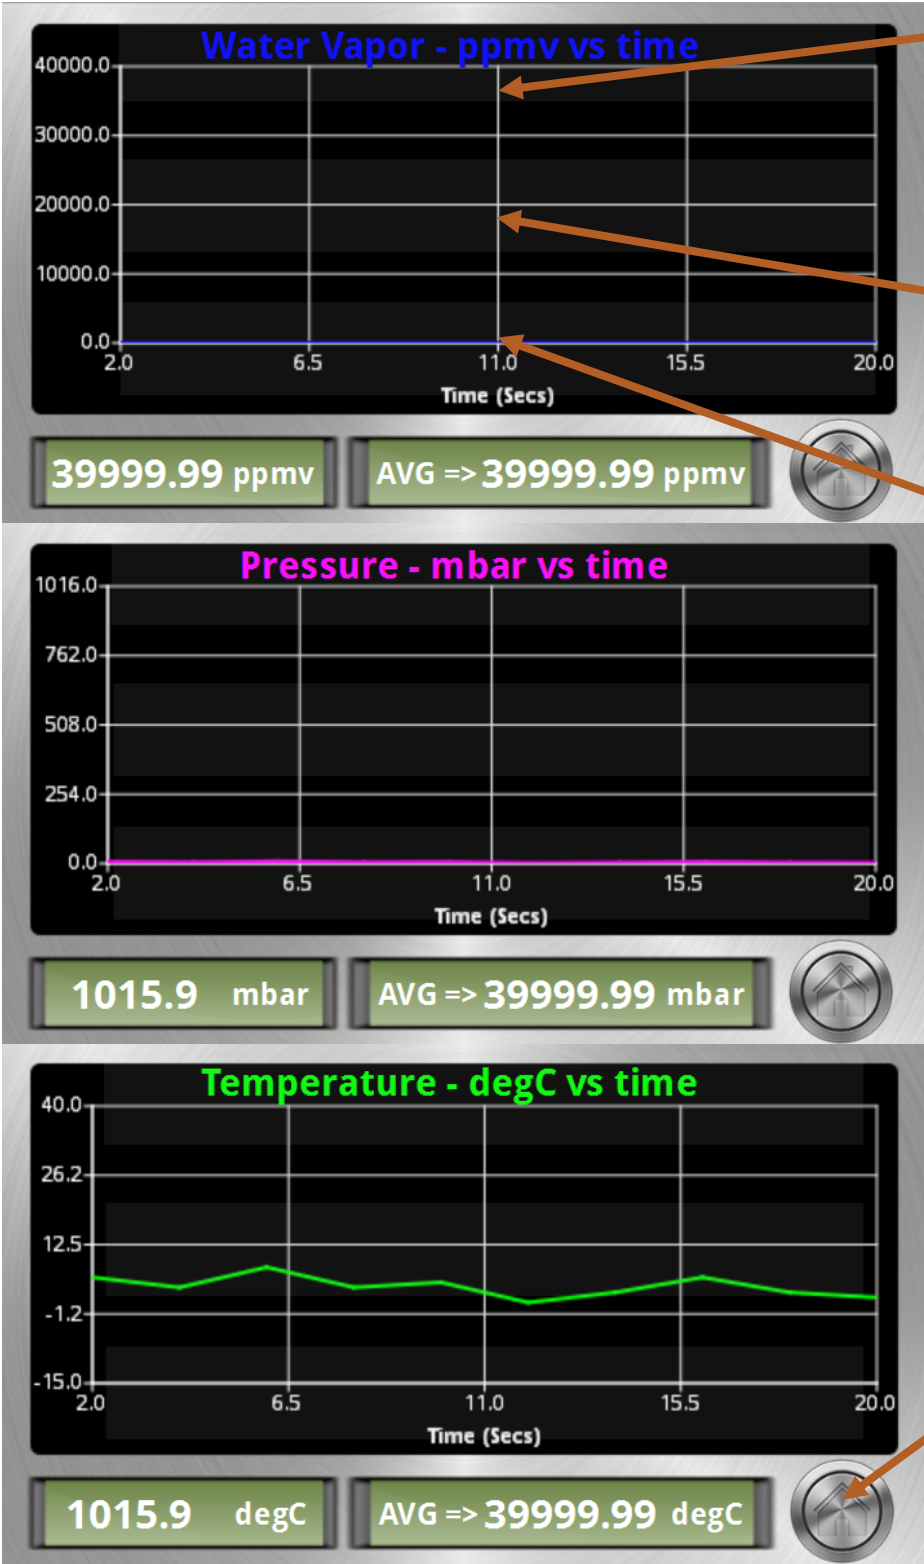 Water Vapor - ppmv vs time
40000.0
30000.0
20000.0
10000.0
0.0
2.0 6.5 11.0 15.5 20.0
Time (Secs)
39999.99 ppmv AVG => 39999.99 ppmv
Pressure - mbar vs time
1016.0
762.0
508.0
254.0
0.0
2.0 6.5 11.0 15.5 20.0
Time (Secs)
1015.9 mbar AVG => 39999.99 mbar
Temperature - degC vs time
40.0
26.2
12.5
-1.2
-15.0
2.0 6.5 11.0 15.5 20.0
Time (Secs)
1015.9 degC AVG => 39999.99 degC